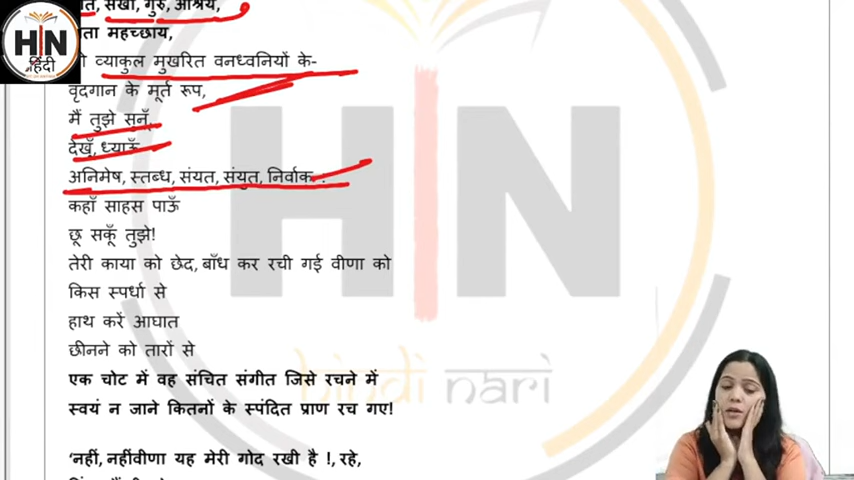 सखा, गुरु, आश्रय,
महच्छाय,
व्याकुल मुखरित वनध्वनियों के-
वृंदगान के मूर्त रूप,
मैं तुझे सुनूँ,
देखूँ, ध्याऊँ
अनिमेष, स्तब्ध, संयत, संयुत, निर्वाक :
कहाँ साहस पाऊँ
छू सकूँ तुझे!
तेरी काया को छेद, बाँध कर रची गई वीणा को
किस स्पर्धा से
हाथ करें आघात
छीनने को तारों से
एक चोट में वह संचित संगीत जिसे रचने में
स्वयं न जाने कितनों के स्पंदित प्राण रच गए!
'नहीं, नहींवीणा यह मेरी गोद रखी है !, रहे,
HIN
हिंदी
HIN
hindi nari